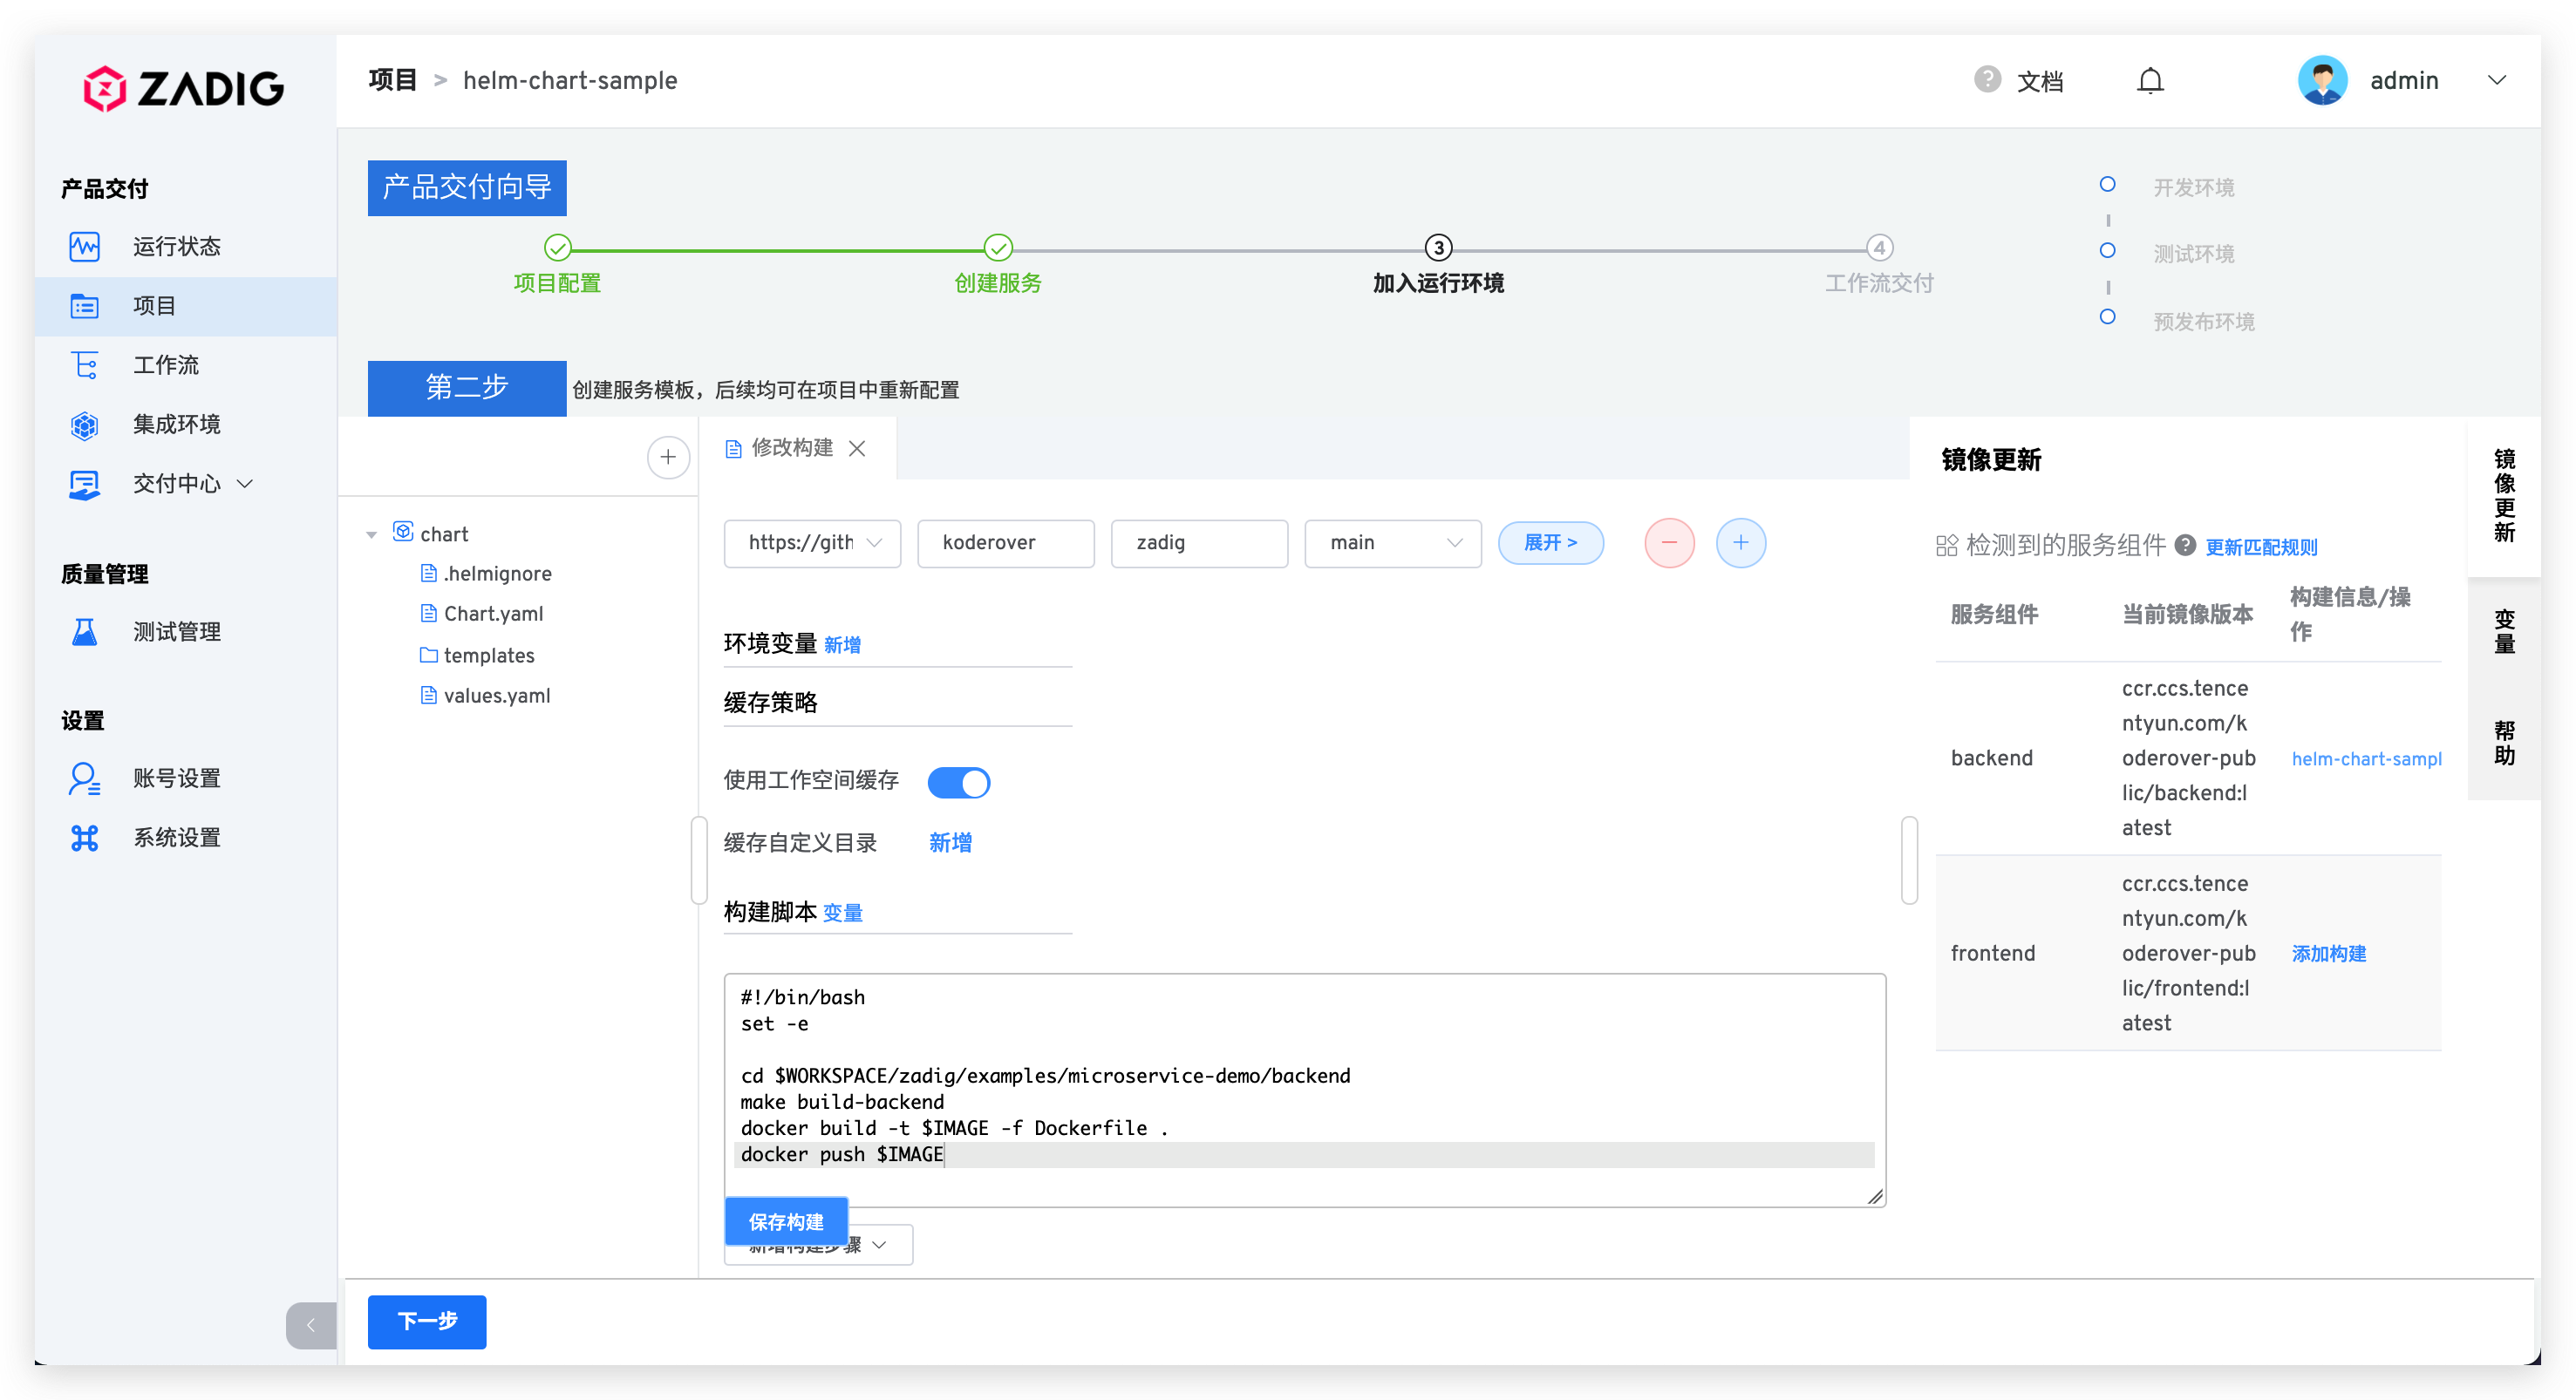 ZADIG
产品交付
运行状态
项目
工作流
集成环境
交付中心
质量管理
测试管理
设置
账号设置
系统设置
项目 > helm-chart-sample
? 文档
admin
产品交付向导
项目配置
创建服务
3
加入运行环境
4
工作流交付
开发环境
测试环境
预发布环境
第二步 创建服务模板，后续均可在项目中重新配置
chart
.helmignore
Chart.yaml
templates
values.yaml
修改构建
https://gith
koderover
zadig
main
展开 >
环境变量 新增
缓存策略
使用工作空间缓存
缓存自定义目录 新增
构建脚本 变量
#!/bin/bash
set -e
cd $WORKSPACE/zadig/examples/microservice-demo/backend
make build-backend
docker build -t $IMAGE -f Dockerfile .
docker push $IMAGE
保存构建
新增构建步骤
下一步
镜像更新
检测到的服务组件 ? 更新匹配规则
服务组件
当前镜像版本
构建信息/操
作
backend
ccr.ccs.tence
ntyun.com/k
oderover-pub
lic/backend:l
atest
helm-chart-sampl
frontend
ccr.ccs.tence
ntyun.com/k
oderover-pub
lic/frontend:l
atest
添加构建
镜像更新
变量
帮助